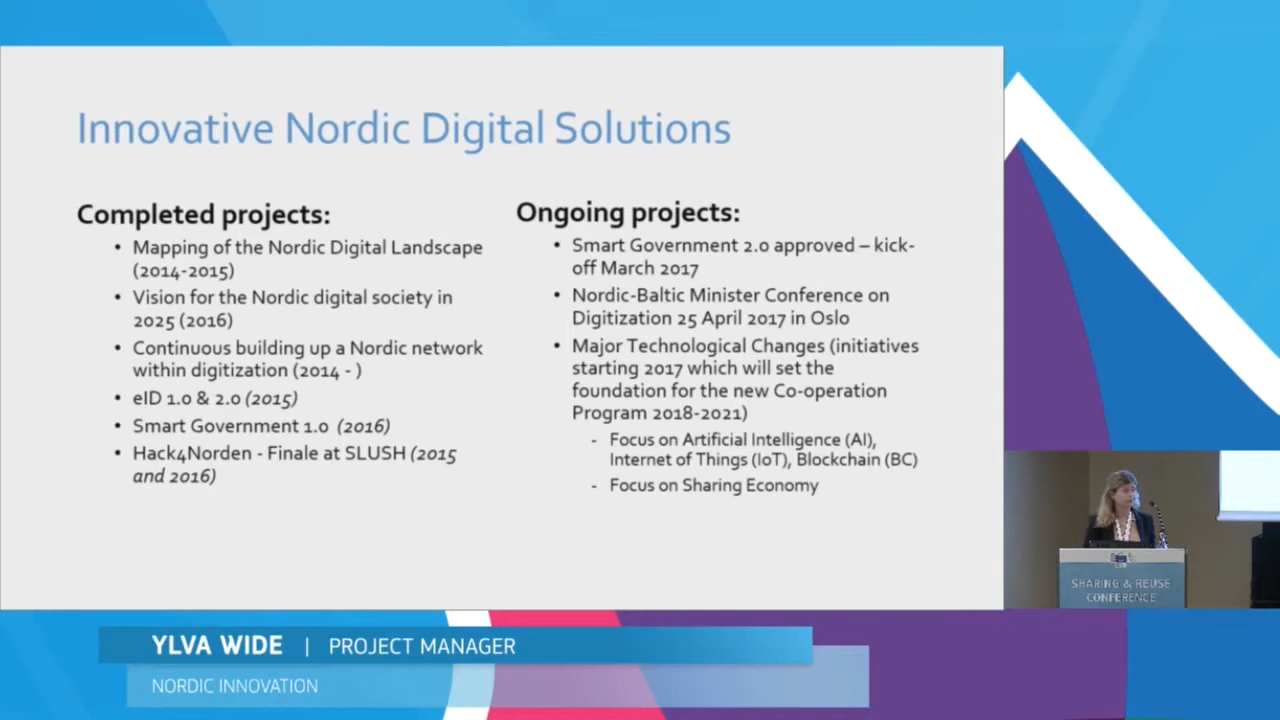 Innovative Nordic Digital Solutions
Completed projects:
• Mapping of the Nordic Digital Landscape
(2014-2015)
• Vision for the Nordic digital society in
2025 (2016)
• Continuous building up a Nordic network
within digitization (2014 - )
• eID 1.0 & 2.0 (2015)
• Smart Government 1.0 (2016)
• Hack4Norden - Finale at SLUSH (2015
and 2016)
Ongoing projects:
• Smart Government 2.0 approved – kick-
off March 2017
• Nordic-Baltic Minister Conference on
Digitization 25 April 2017 in Oslo
• Major Technological Changes (initiatives
starting 2017 which will set the
foundation for the new Co-operation
Program 2018-2021)
- Focus on Artificial Intelligence (AI),
Internet of Things (IoT), Blockchain (BC)
- Focus on Sharing Economy
SHARING & REUSE
CONFERENCE
YLVA WIDE | PROJECT MANAGER
NORDIC INNOVATION